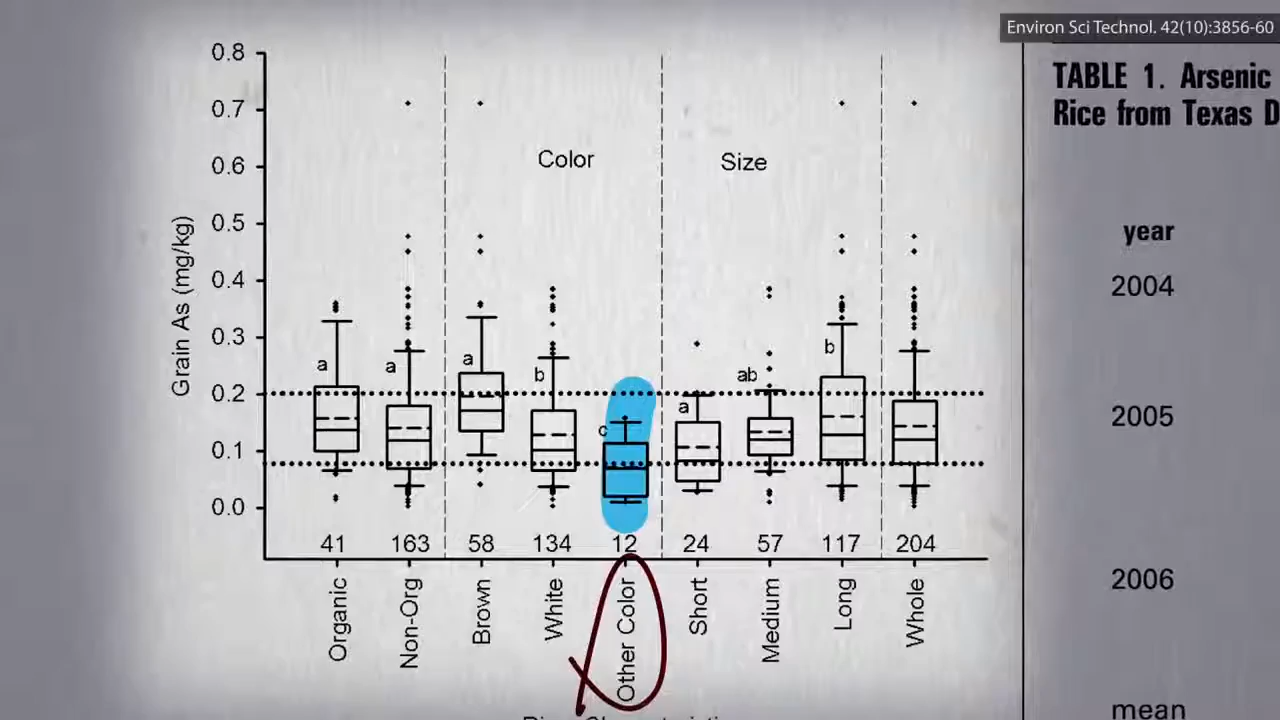 Environ Sci Technol. 42(10):3856-60
TABLE 1. Arsenic
Rice from Texas D
year
2004
2005
2006
mean
Grain As (mg/kg)
0.8
0.7
0.6
0.5
0.4
0.3
0.2
0.1
0.0
Color
Size
a
a
a
b
c
a
ab
b
41 163 58 134 12 24 57 117 204
Organic
Non-Org
Brown
White
Other Color
Short
Medium
Long
Whole